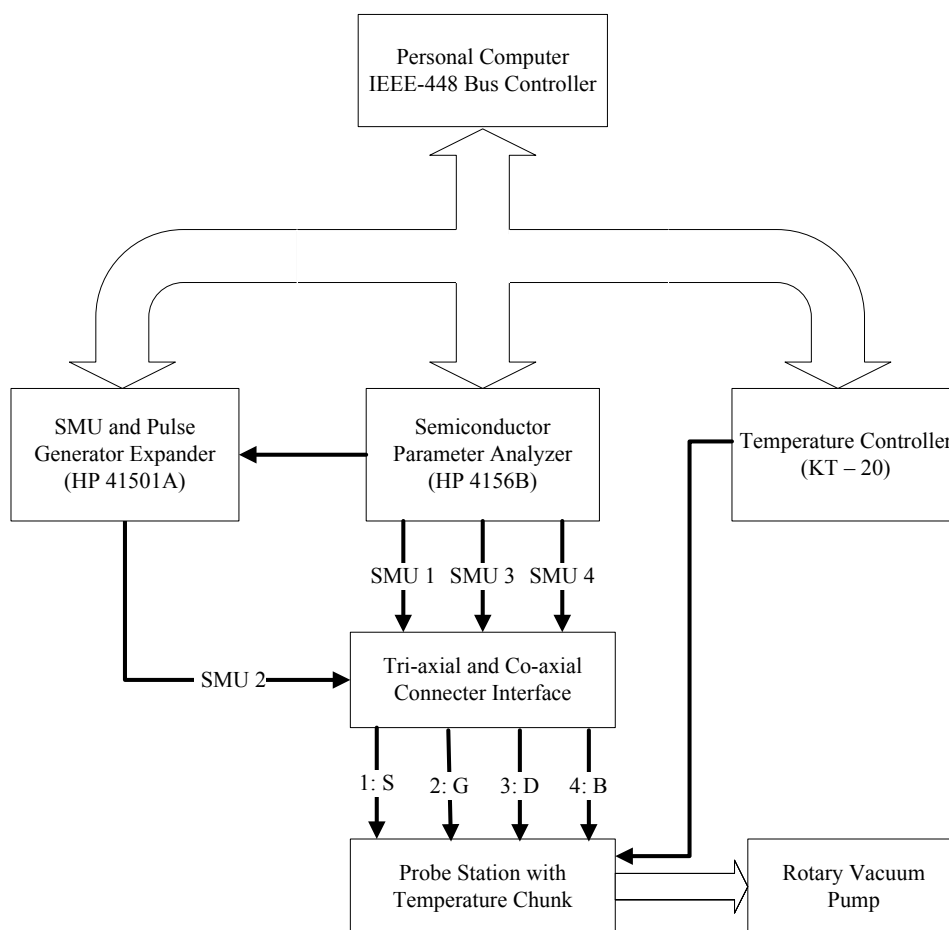 Personal Computer
IEEE-448 Bus Controller
SMU and Pulse
Generator Expander
(HP 41501A)
Semiconductor
Parameter Analyzer
(HP 4156B)
Temperature Controller
(KT – 20)
SMU 1
SMU 3
SMU 4
SMU 2
Tri-axial and Co-axial
Connecter Interface
1: S
2: G
3: D
4: B
Probe Station with
Temperature Chunk
Rotary Vacuum
Pump